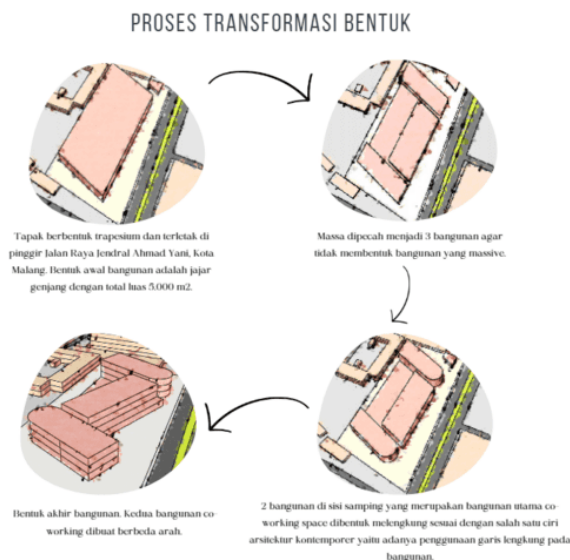 PROSES TRANSFORMASI BENTUK
Tapak berbentuk trapesium dan terletak di
pinggir Jalan Raya Jendral Ahmad Yani, Kota
Malang. Bentuk awal bangunan adalah jajar
genjang dengan total luas 5.000 m2.
Massa dipecah menjadi 3 bangunan agar
tidak membentuk bangunan yang massive.
2 bangunan di sisi samping yang merupakan bangunan utama co-
working space dibentuk melengkung sesuai dengan salah satu ciri
arsitektur kontemporer yaitu adanya penggunaan garis lengkung pada
bangunan.
Bentuk akhir bangunan. Kedua bangunan co-
working dibuat berbeda arah.